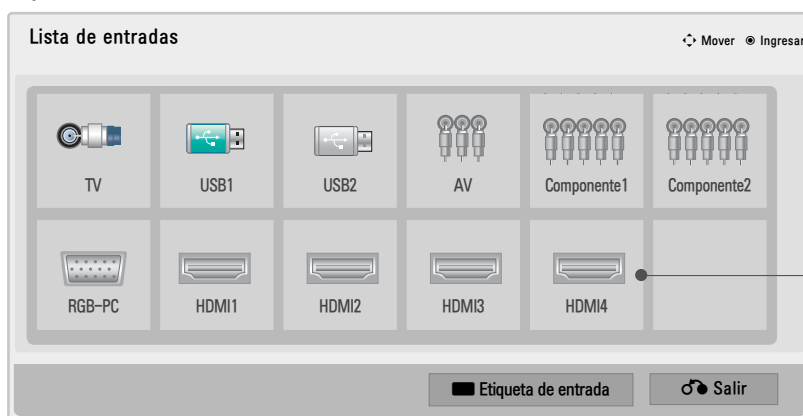 Lista de entradas
Mover Ingresar
TV USB1 USB2 AV Componente1 Componente2
RGB-PC HDMI1 HDMI2 HDMI3 HDMI4
Etiqueta de entrada Salir